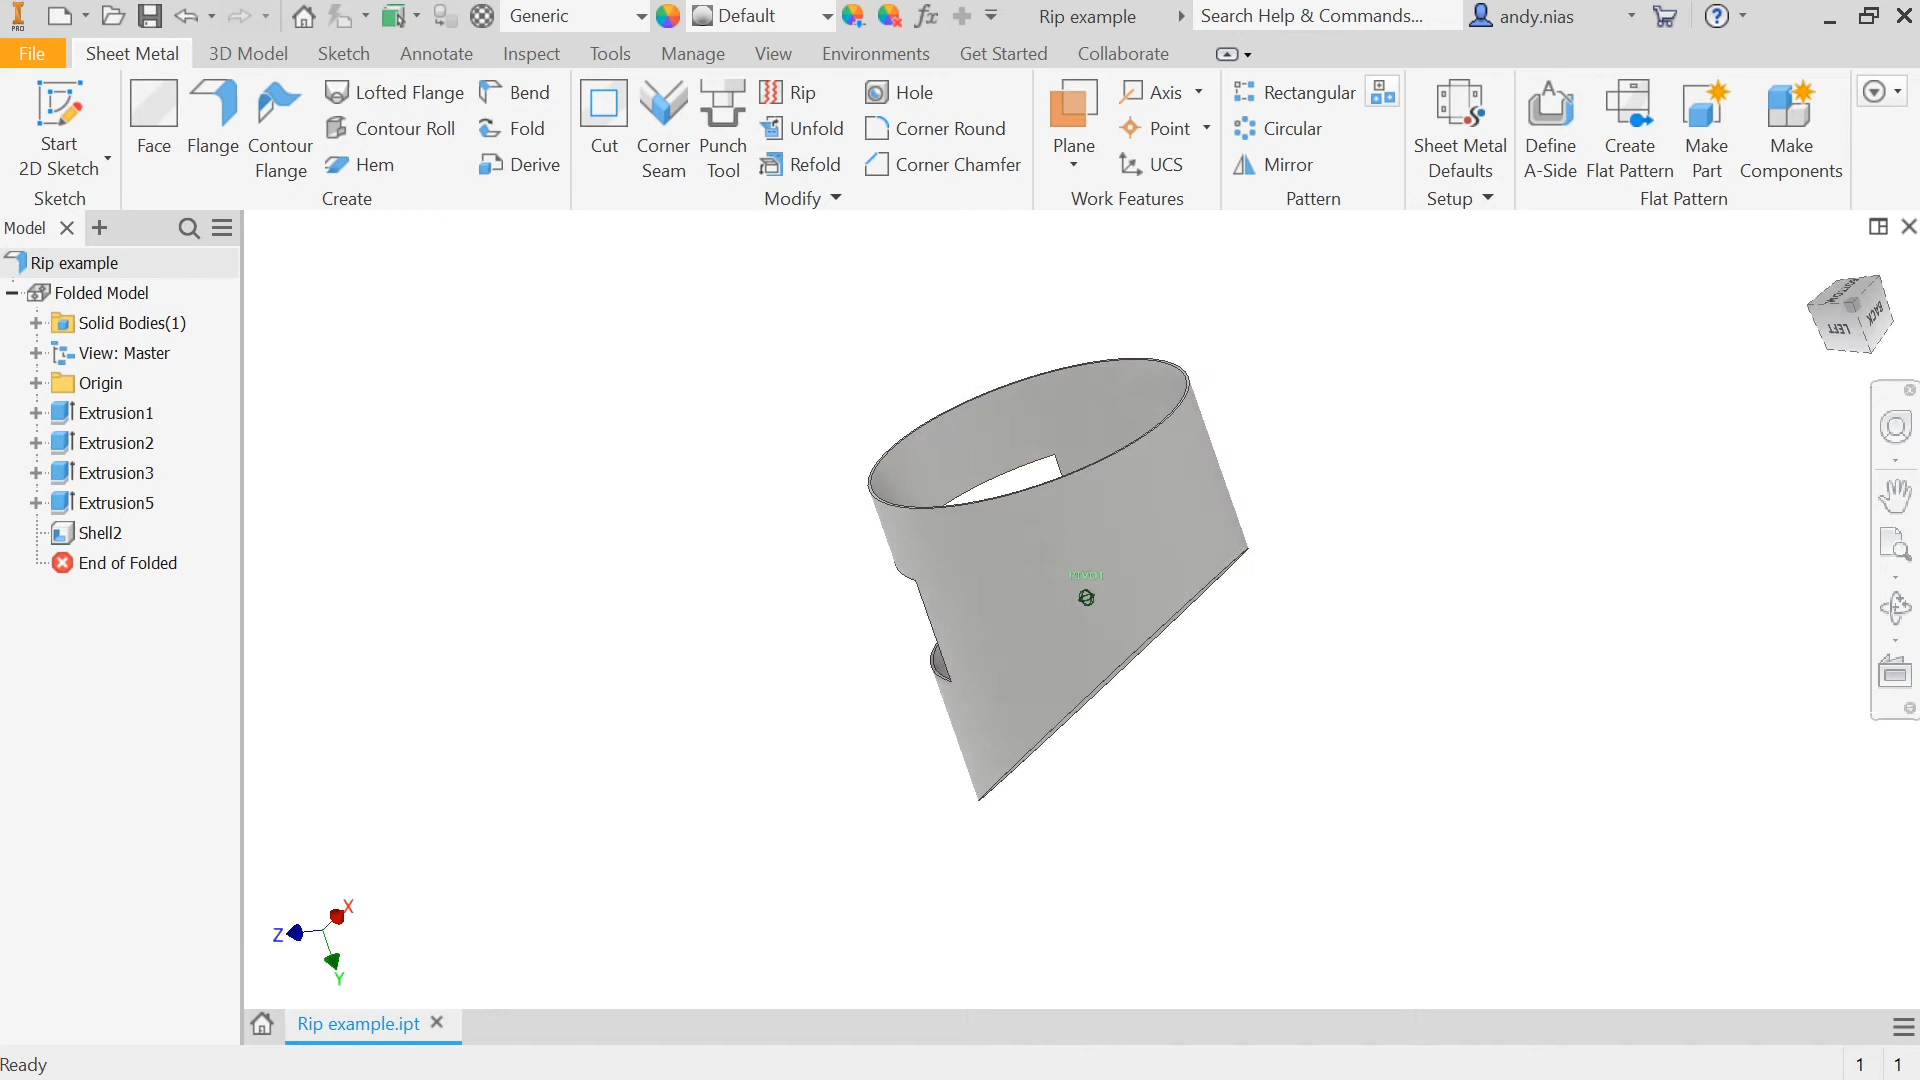 PRO
Generic
Default
fx
Rip example
Search Help & Commands...
andy.nias
File
Sheet Metal
3D Model
Sketch
Annotate
Inspect
Tools
Manage
View
Environments
Get Started
Collaborate
Start
2D Sketch
Face
Flange
Contour
Flange
Lofted Flange
Contour Roll
Hem
Bend
Fold
Derive
Cut
Corner
Seam
Punch
Tool
Rip
Unfold
Refold
Hole
Corner Round
Corner Chamfer
Plane
Axis
Point
UCS
Rectangular
Circular
Mirror
Sheet Metal
Defaults
Define
A-Side
Create
Flat Pattern
Make
Part
Make
Components
Sketch
Create
Modify
Work Features
Pattern
Setup
Flat Pattern
Model
Rip example
Folded Model
Solid Bodies(1)
View: Master
Origin
Extrusion1
Extrusion2
Extrusion3
Extrusion5
Shell2
End of Folded
BOTTOM
LEFT
BACK
PIVOT
X
Z
Y
Rip example.ipt
Ready
1 1